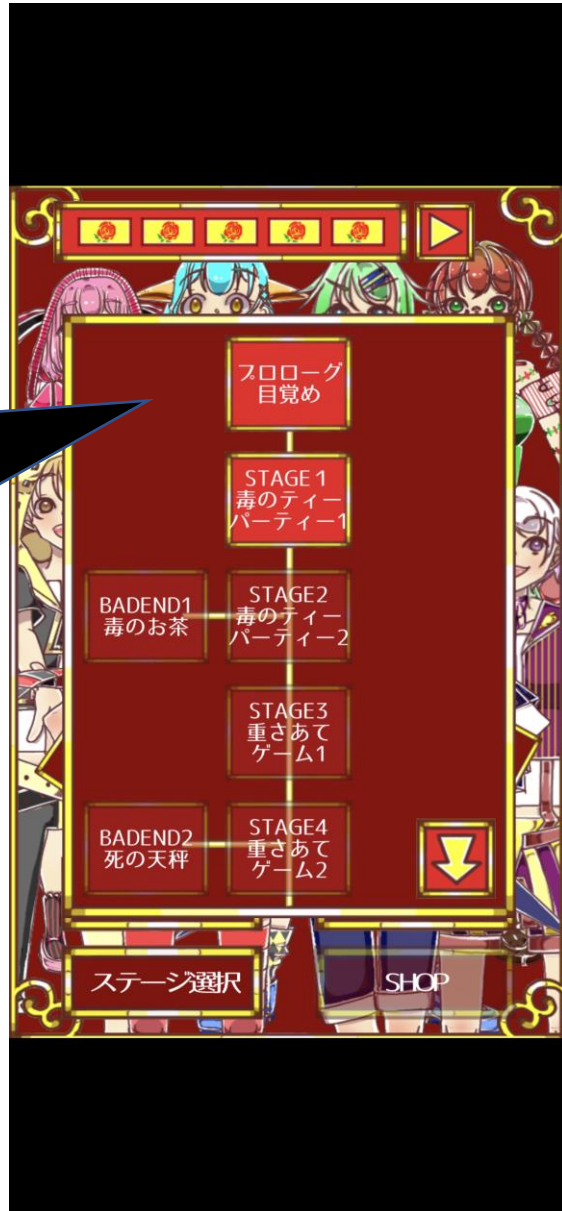 プロローグ
目覚め
STAGE1
毒のティー
パーティー1
BADEND1
毒のお茶
STAGE2
毒のティー
パーティー2
STAGE3
重さあて
ゲーム1
BADEND2
死の天秤
STAGE4
重さあて
ゲーム2
ステージ選択
SHOP